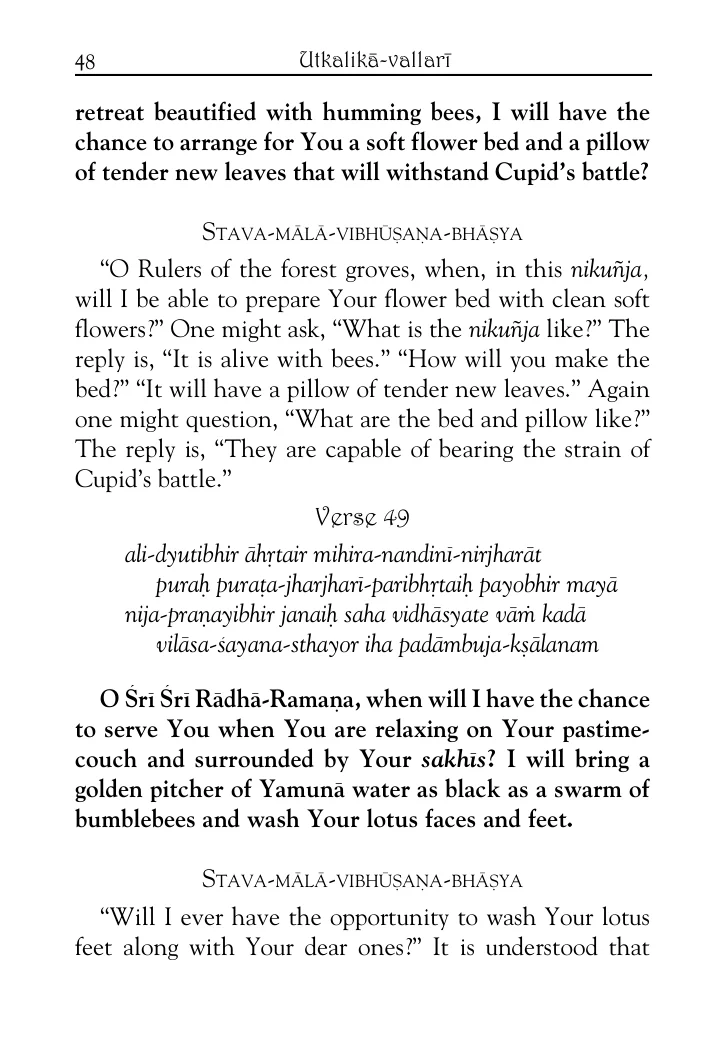 48 Utkalikā-vallarī
retreat beautified with humming bees, I will have the
chance to arrange for You a soft flower bed and a pillow
of tender new leaves that will withstand Cupid’s battle?
Stava-mālā-vibhūṣaṇa-bhāṣya
“O Rulers of the forest groves, when, in this nikuñja,
will I be able to prepare Your flower bed with clean soft
flowers?” One might ask, “What is the nikuñja like?” The
reply is, “It is alive with bees.” “How will you make the
bed?” “It will have a pillow of tender new leaves.” Again
one might question, “What are the bed and pillow like?”
The reply is, “They are capable of bearing the strain of
Cupid’s battle.”
Verse 49
ali-dyutibhir āhṛtair mihira-nandinī-nirjharāt
puraḥ puraṭa-jharjharī-paribhṛtaiḥ payobhir mayā
nija-praṇayibhir janaiḥ saha vidhāsyate vāṁ kadā
vilāsa-śayana-sthayor iha padāmbuja-kṣālanam
O Śrī Śrī Rādhā-Ramaṇa, when will I have the chance
to serve You when You are relaxing on Your pastime-
couch and surrounded by Your sakhīs? I will bring a
golden pitcher of Yamunā water as black as a swarm of
bumblebees and wash Your lotus faces and feet.
Stava-mālā-vibhūṣaṇa-bhāṣya
“Will I ever have the opportunity to wash Your lotus
feet along with Your dear ones?” It is understood that